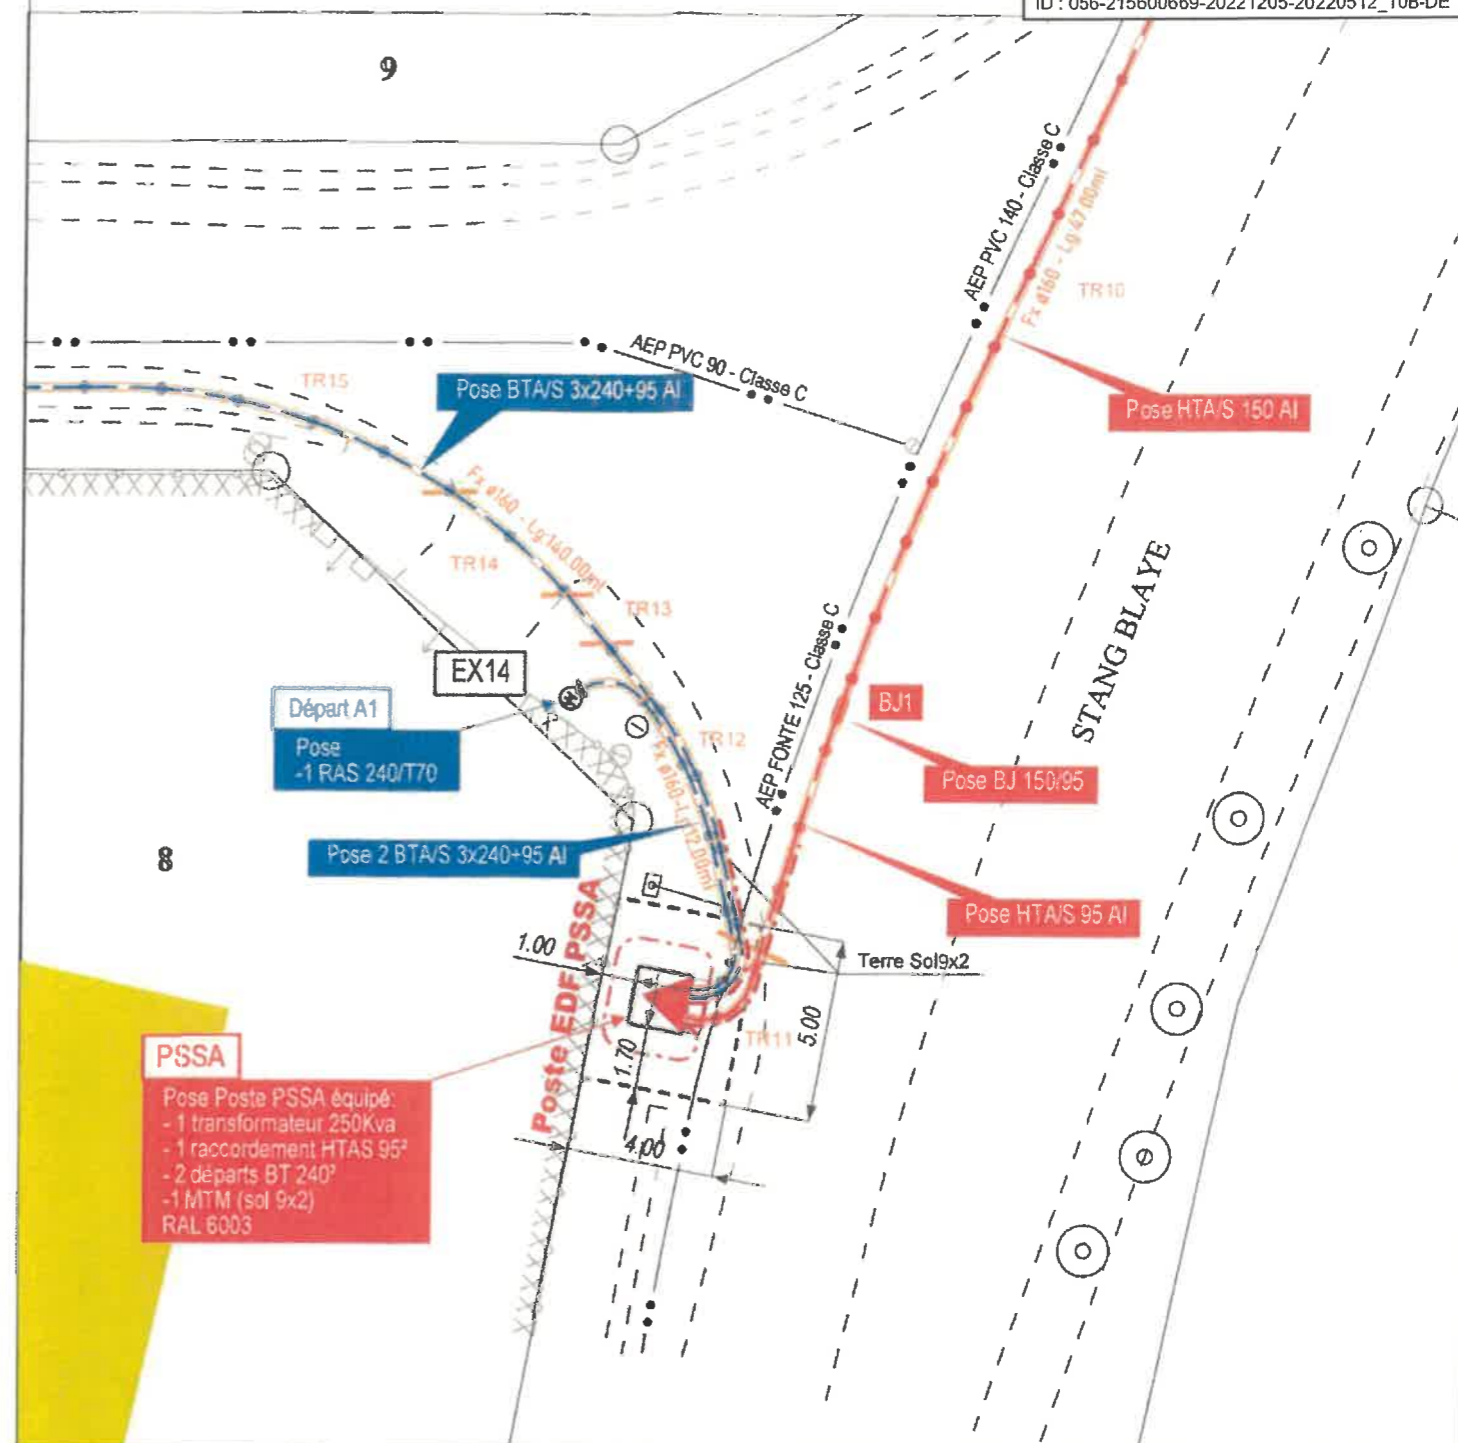 ID : 056-215600669-20221205-20220512_10B-DE
9
AEP PVC 140 - Classe C
Fx ø160 - Lg:47.00ml
TR10
AEP PVC 90 - Classe C
TR15
Pose BTA/S 3x240+95 Al
Pose HTA/S 150 Al
Fx ø160 - Lg:140.00ml
TR14
TR13
STANG BLAYE
EX14
AEP FONTE 125 - Classe C
Départ A1
Pose
-1 RAS 240/T70
BJ1
TR12
Pose BJ 150/95
Fx ø160-Lg:12.00ml
Pose 2 BTA/S 3x240+95 Al
8
Pose HTA/S 95 Al
Poste EDF PSSA
1.00
Terre Sol9x2
5.00
TR11
1.70
4.00
PSSA
Pose Poste PSSA équipé:
- 1 transformateur 250Kva
- 1 raccordement HTAS 95²
- 2 départs BT 240²
-1 MTM (sol 9x2)
RAL 6003